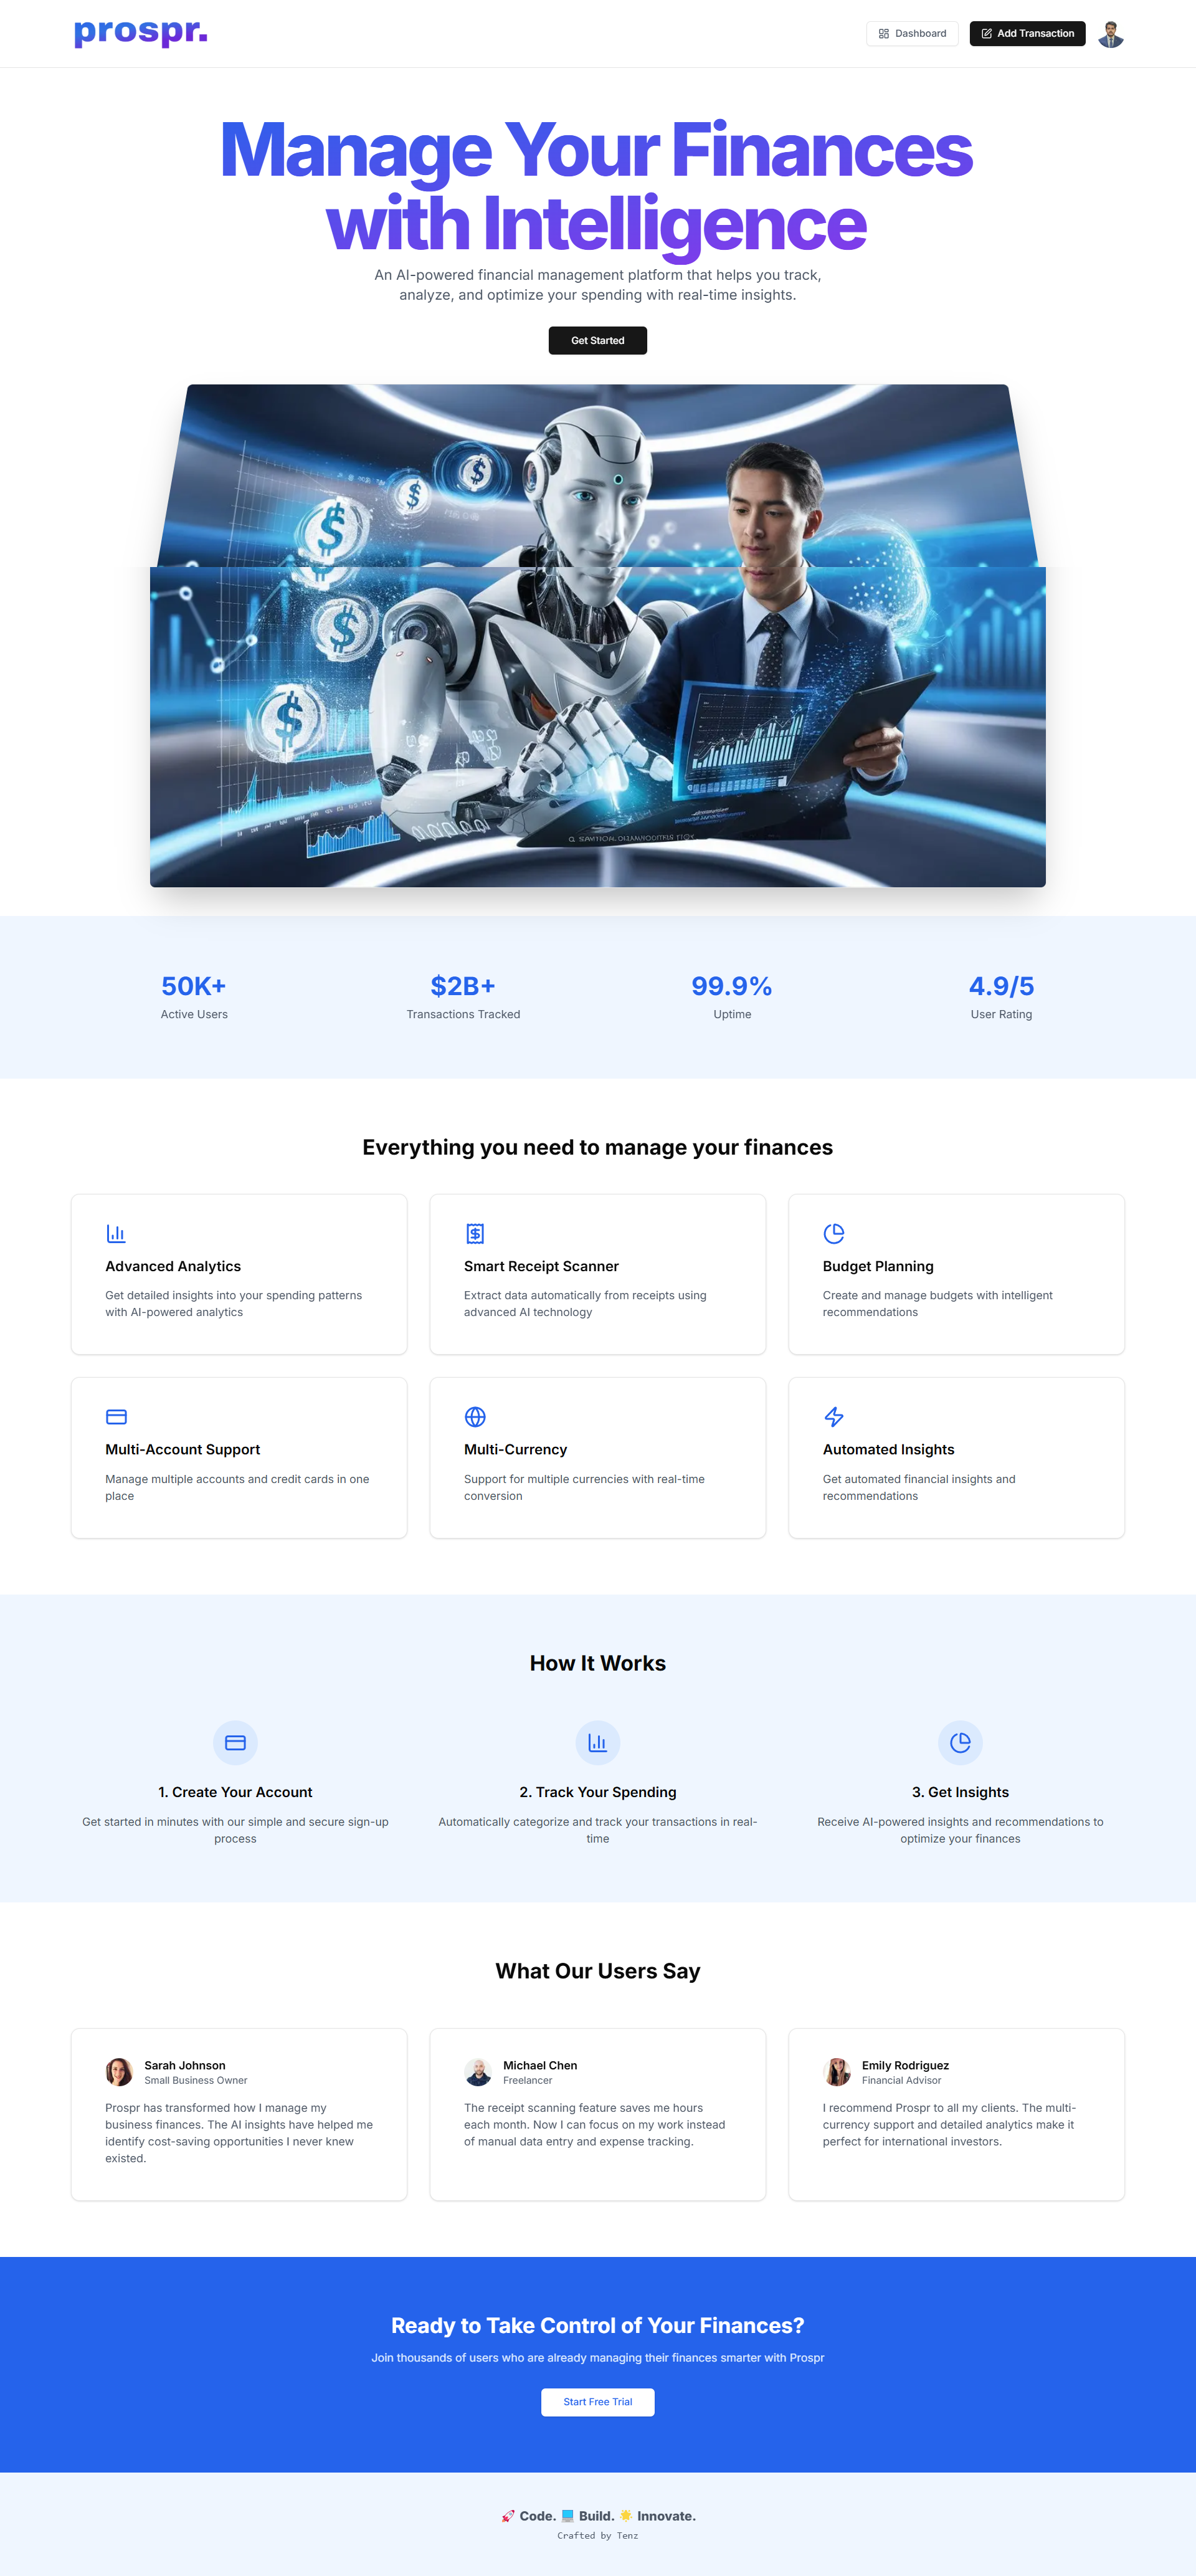 prospr.
Dashboard
Add Transaction
Manage Your Finances
with Intelligence
An AI-powered financial management platform that helps you track,
analyze, and optimize your spending with real-time insights.
Get Started
50K+
Active Users
$2B+
Transactions Tracked
99.9%
Uptime
4.9/5
User Rating
Everything you need to manage your finances
Advanced Analytics
Get detailed insights into your spending patterns
with AI-powered analytics
Smart Receipt Scanner
Extract data automatically from receipts using
advanced AI technology
Budget Planning
Create and manage budgets with intelligent
recommendations
Multi-Account Support
Manage multiple accounts and credit cards in one
place
Multi-Currency
Support for multiple currencies with real-time
conversion
Automated Insights
Get automated financial insights and
recommendations
How It Works
1. Create Your Account
Get started in minutes with our simple and secure sign-up
process
2. Track Your Spending
Automatically categorize and track your transactions in real-
time
3. Get Insights
Receive AI-powered insights and recommendations to
optimize your finances
What Our Users Say
Sarah Johnson
Small Business Owner
Prospr has transformed how I manage my
business finances. The AI insights have helped me
identify cost-saving opportunities I never knew
existed.
Michael Chen
Freelancer
The receipt scanning feature saves me hours
each month. Now I can focus on my work instead
of manual data entry and expense tracking.
Emily Rodriguez
Financial Advisor
I recommend Prospr to all my clients. The multi-
currency support and detailed analytics make it
perfect for international investors.
Ready to Take Control of Your Finances?
Join thousands of users who are already managing their finances smarter with Prospr
Start Free Trial
🚀 Code. 💻 Build. 🌟 Innovate.
Crafted by Tenz